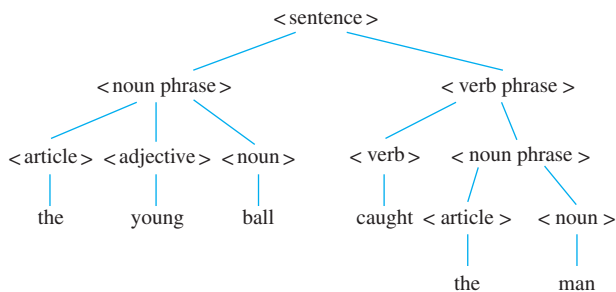 <sentence>
<noun phrase> <verb phrase>
<article> <adjective> <noun> <verb> <noun phrase>
the young ball caught <article> <noun>
the man